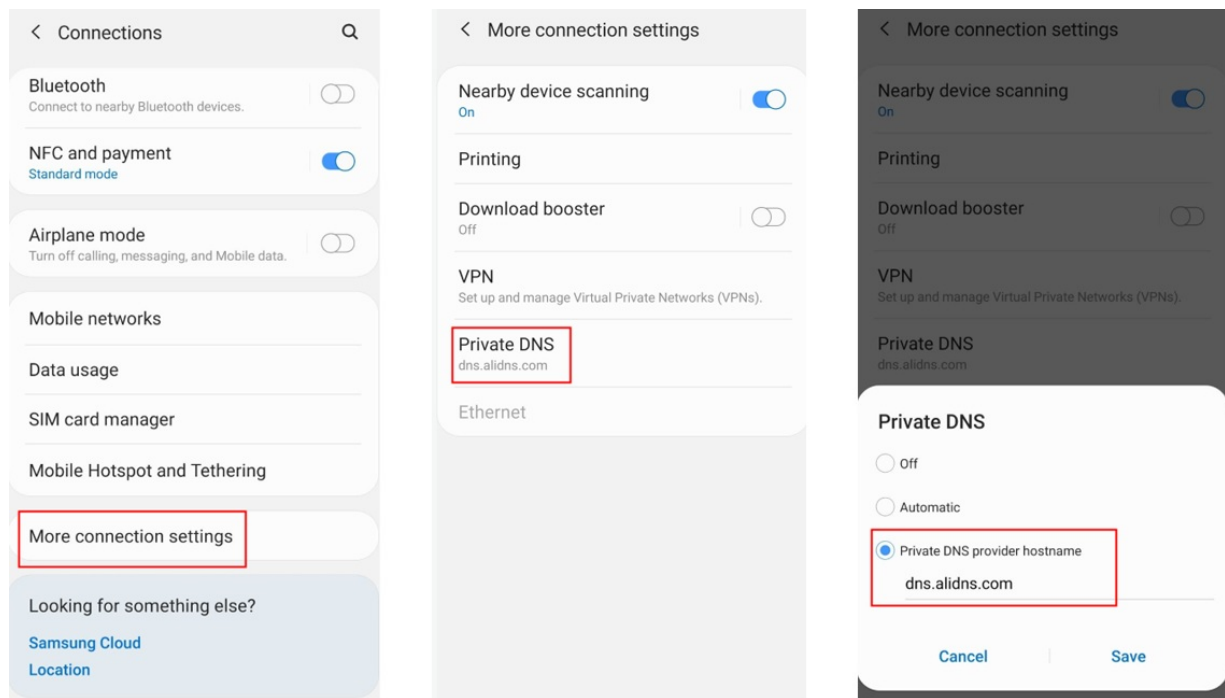 Connections
Bluetooth
Connect to nearby Bluetooth devices.
NFC and payment
Standard mode
Airplane mode
Turn off calling, messaging, and Mobile data.
Mobile networks
Data usage
SIM card manager
Mobile Hotspot and Tethering
More connection settings
Looking for something else?
Samsung Cloud
Location
More connection settings
Nearby device scanning
On
Printing
Download booster
Off
VPN
Set up and manage Virtual Private Networks (VPNs).
Private DNS
dns.alidns.com
Ethernet
More connection settings
Nearby device scanning
On
Printing
Download booster
Off
VPN
Set up and manage Virtual Private Networks (VPNs).
Private DNS
dns.alidns.com
Private DNS
Off
Automatic
Private DNS provider hostname
dns.alidns.com
Cancel
Save